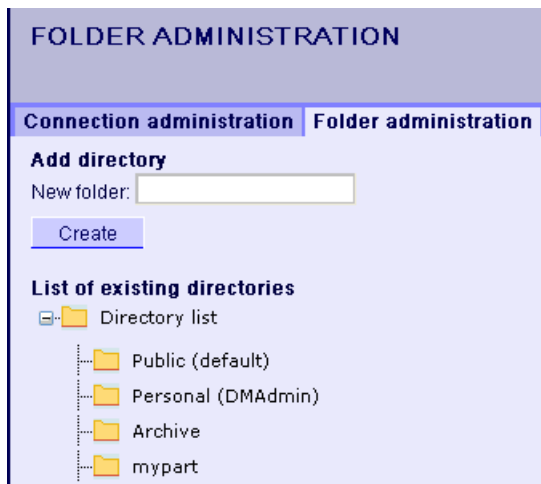 FOLDER ADMINISTRATION
Connection administration Folder administration
Add directory
New folder:
Create
List of existing directories
Directory list
Public (default)
Personal (DMAdmin)
Archive
mypart